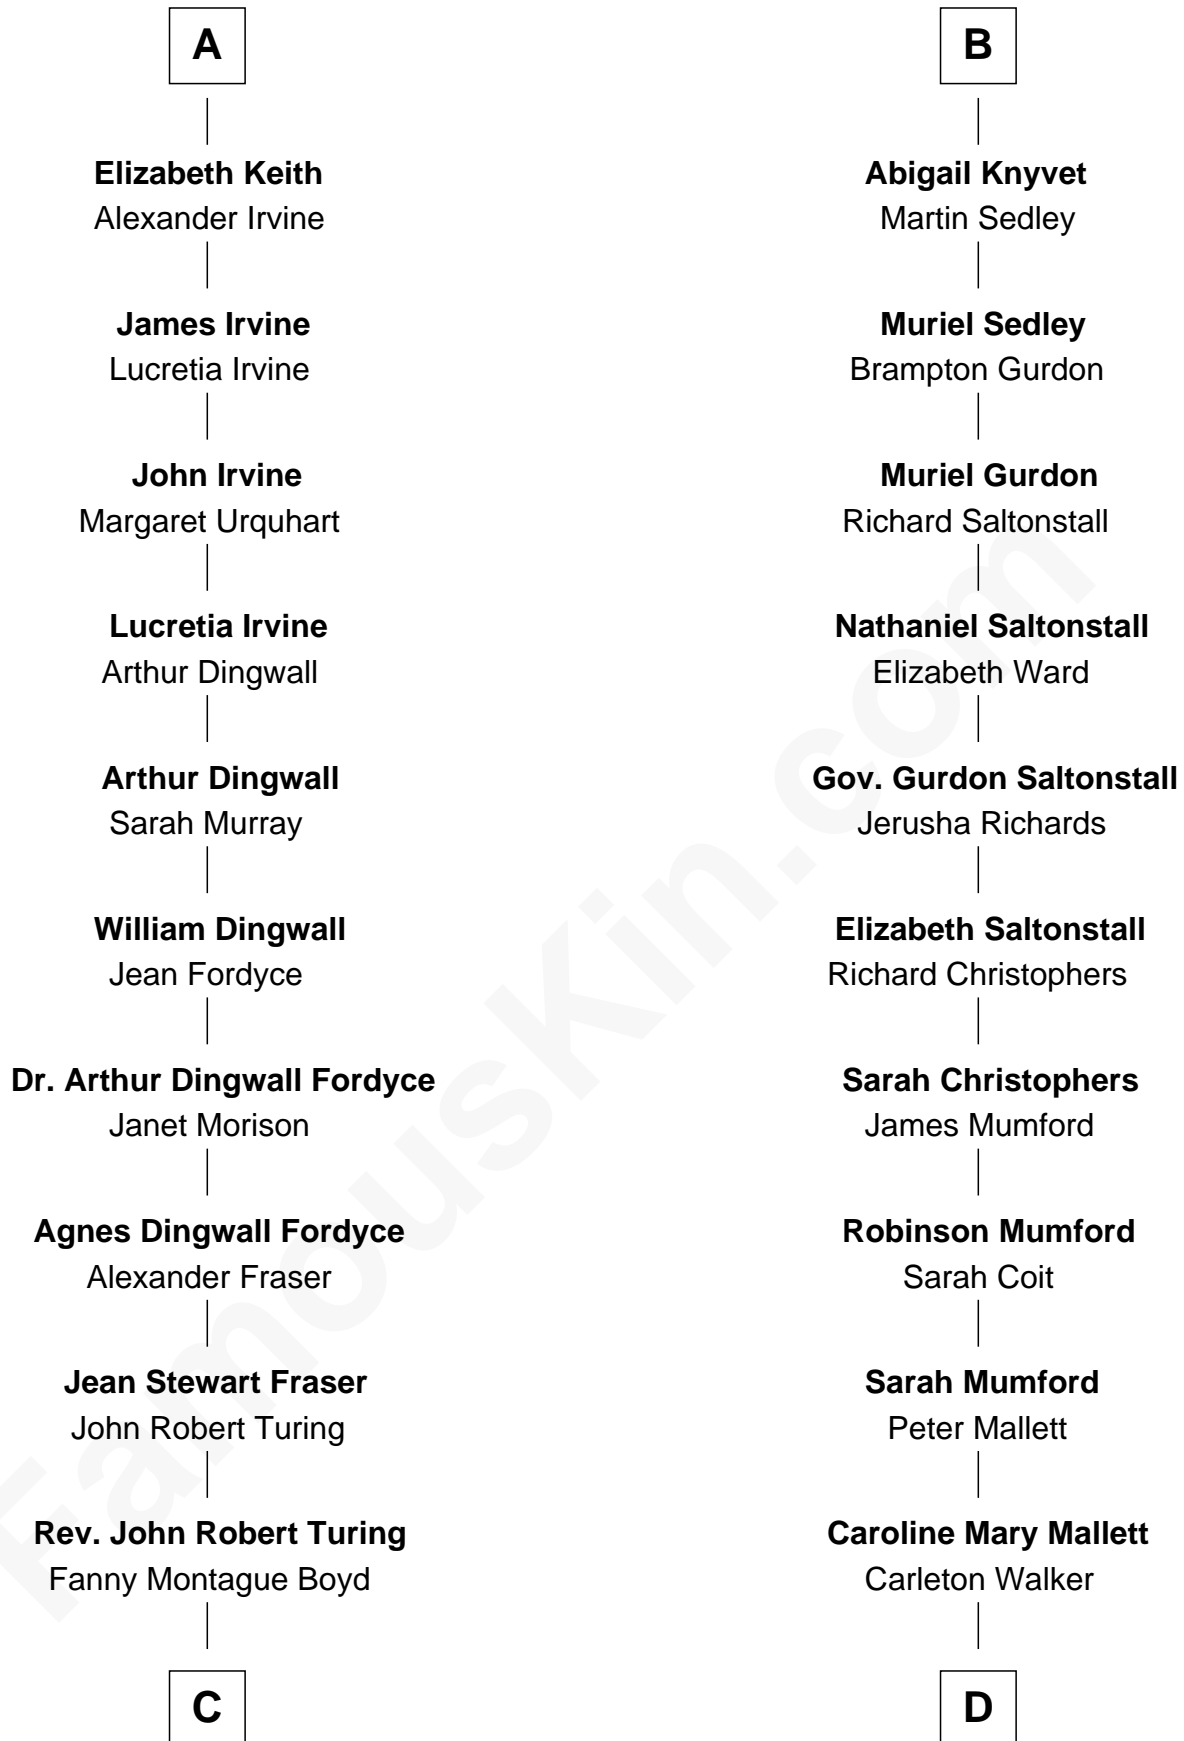 A
Elizabeth Keith
Alexander Irvine
James Irvine
Lucretia Irvine
John Irvine
Margaret Urquhart
Lucretia Irvine
Arthur Dingwall
Arthur Dingwall
Sarah Murray
William Dingwall
Jean Fordyce
Dr. Arthur Dingwall Fordyce
Janet Morison
Agnes Dingwall Fordyce
Alexander Fraser
Jean Stewart Fraser
John Robert Turing
Rev. John Robert Turing
Fanny Montague Boyd
C
B
Abigail Knyvet
Martin Sedley
Muriel Sedley
Brampton Gurdon
Muriel Gurdon
Richard Saltonstall
Nathaniel Saltonstall
Elizabeth Ward
Gov. Gurdon Saltonstall
Jerusha Richards
Elizabeth Saltonstall
Richard Christophers
Sarah Christophers
James Mumford
Robinson Mumford
Sarah Coit
Sarah Mumford
Peter Mallett
Caroline Mary Mallett
Carleton Walker
D
FamousKin.com